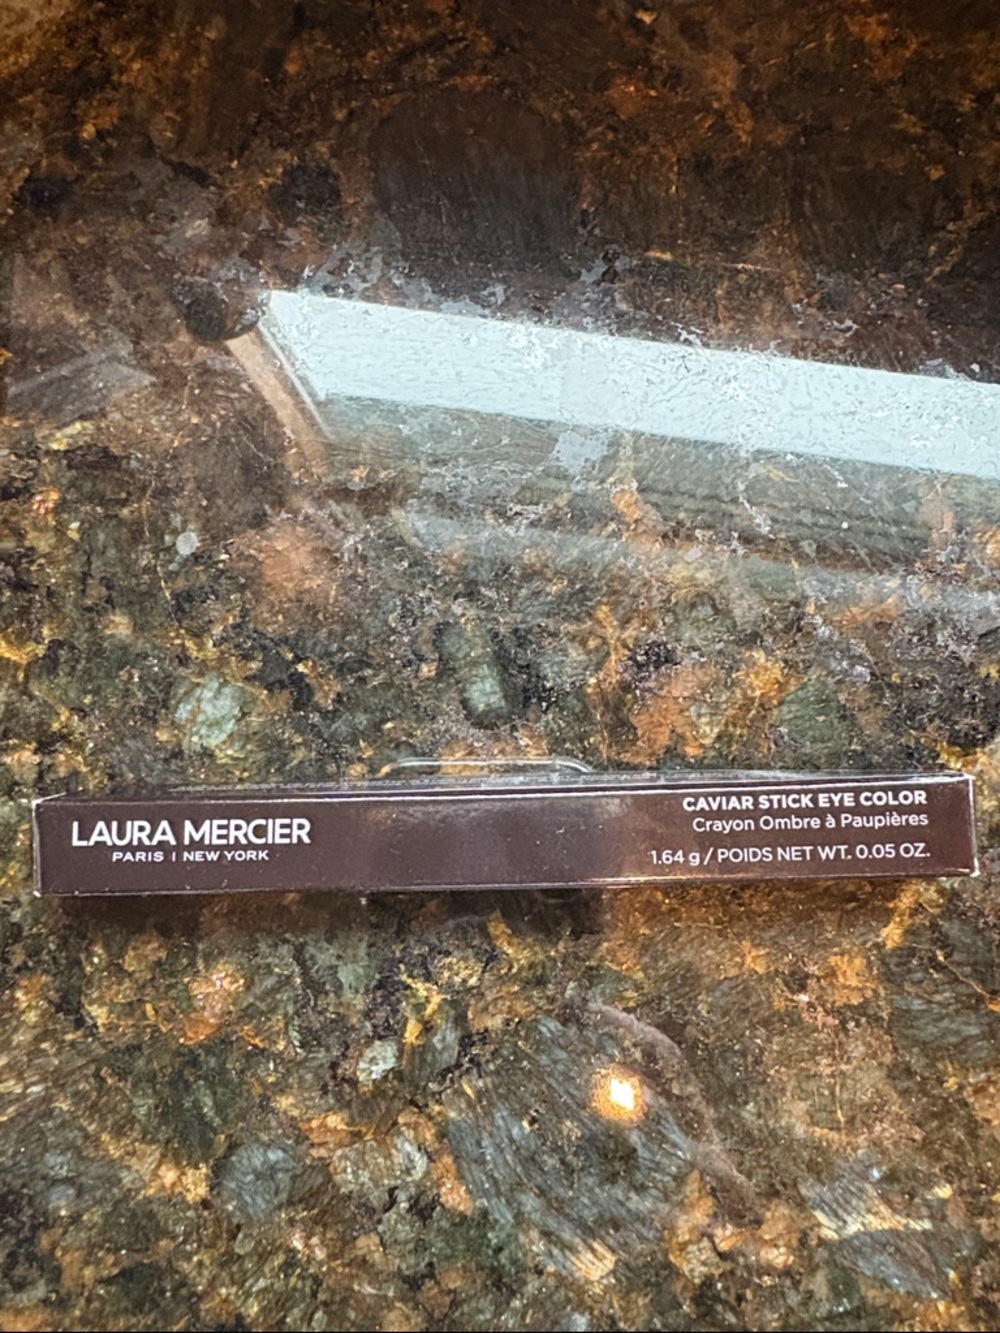 LAURA MERCIER
PARIS | NEW YORK
CAVIAR STICK EYE COLOR
Crayon Ombre à Paupières
1.64 g / POIDS NET WT. 0.05 OZ.